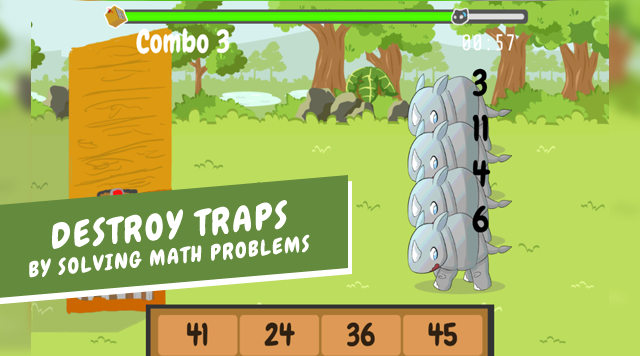 Combo 3
00:57
3
11
4
6
DESTROY TRAPS
BY SOLVING MATH PROBLEMS
41 24 36 45